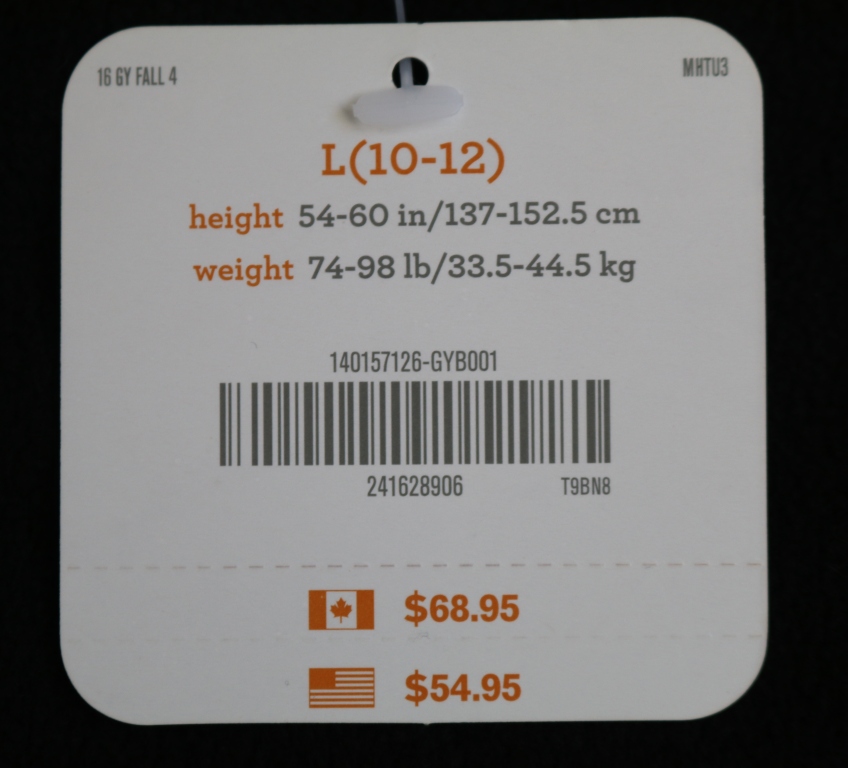 16 GY FALL 4 MHTU3
L(10-12)
height 54-60 in/137-152.5 cm
weight 74-98 lb/33.5-44.5 kg
140157126-GYB001
241628906 T9BN8
$68.95
$54.95